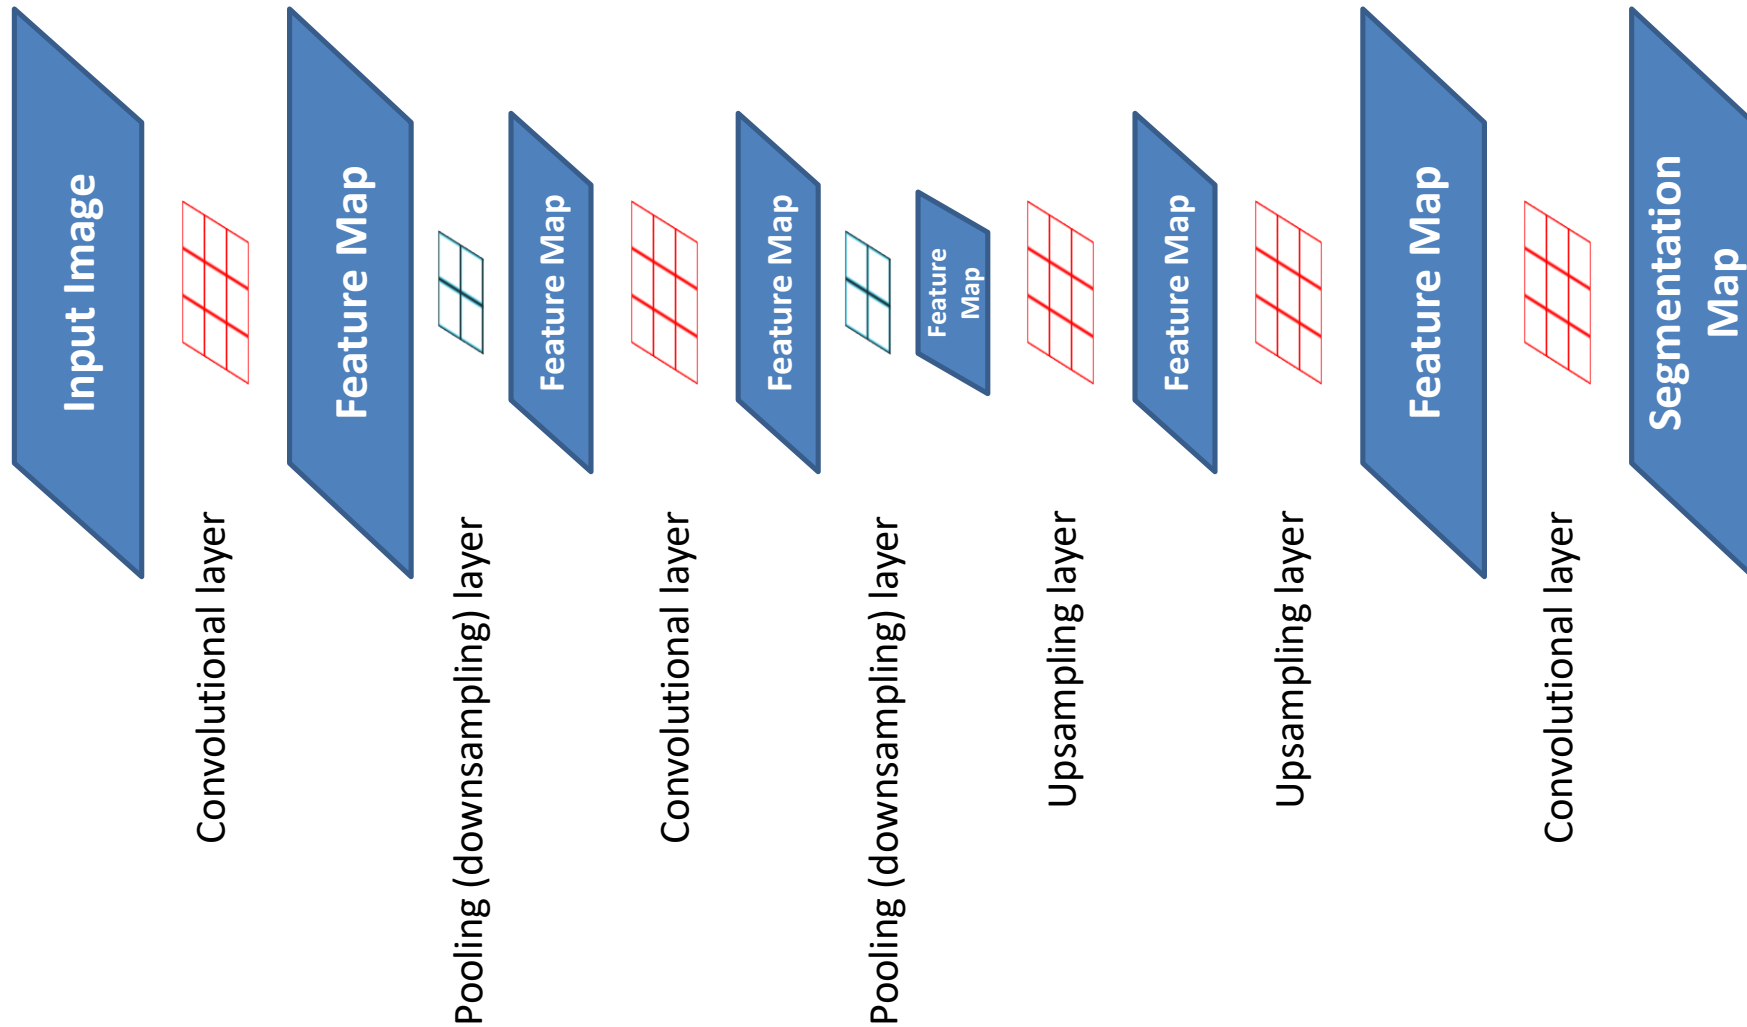 Input Image
Convolutional layer
Feature Map
Pooling (downsampling) layer
Feature Map
Convolutional layer
Feature Map
Pooling (downsampling) layer
Feature
Map
Upsampling layer
Feature Map
Upsampling layer
Feature Map
Convolutional layer
Segmentation
Map